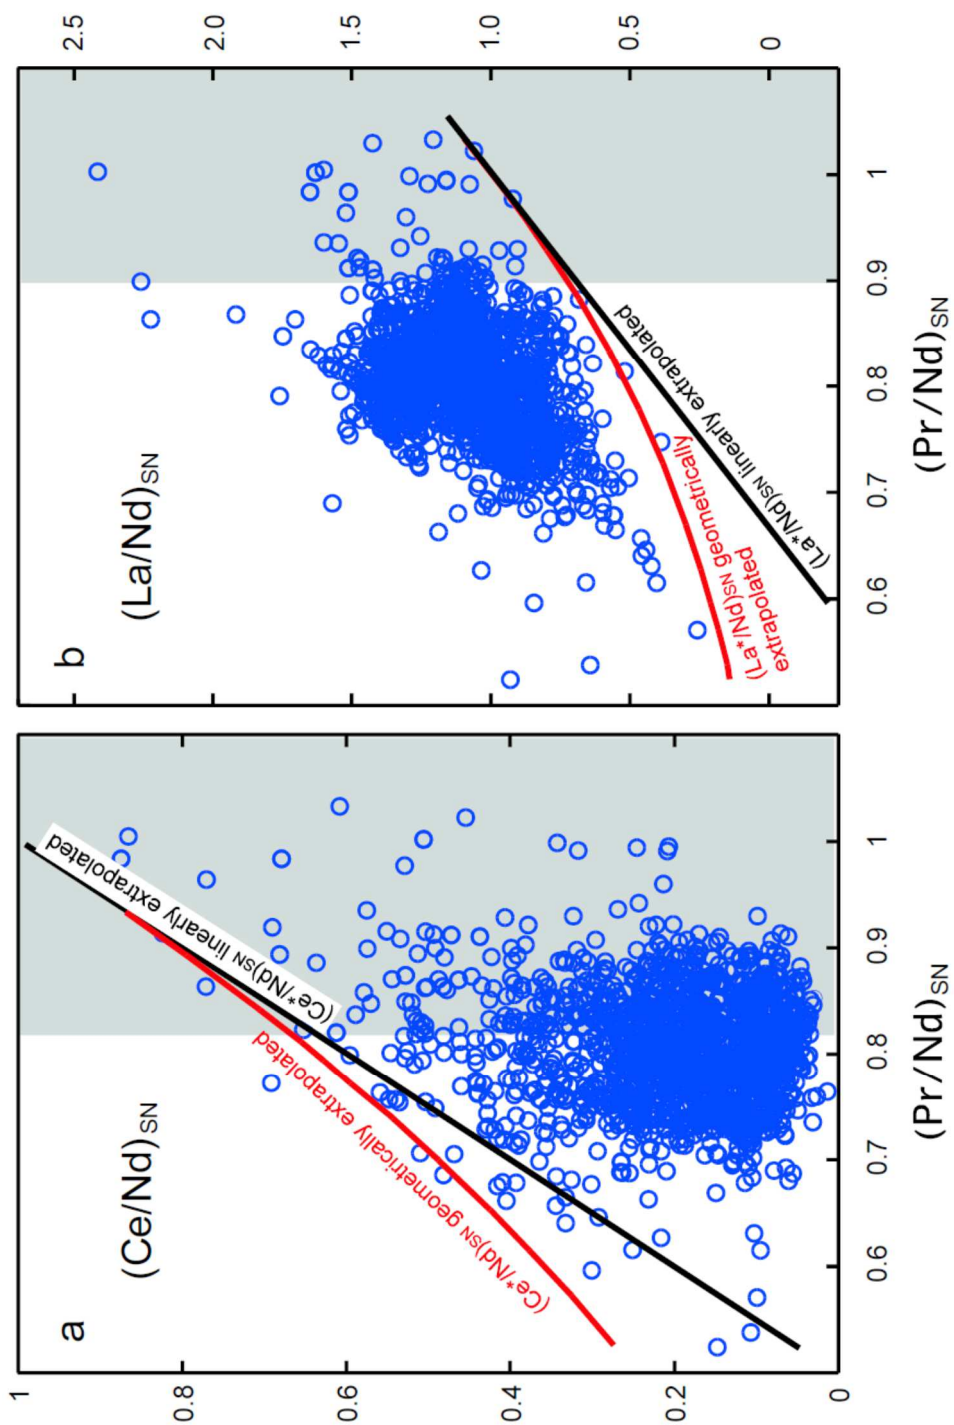 a
(Ce/Nd)SN
1
0.8
0.6
0.4
0.2
0
(Ce*/Nd)SN linearly extrapolated
(Ce*/Nd)SN geometrically extrapolated
0.6
0.7
0.8
0.9
1
(Pr/Nd)SN
b
(La/Nd)SN
2.5
2.0
1.5
1.0
0.5
0
(La*/Nd)SN linearly extrapolated
(La*/Nd)SN geometrically
extrapolated
0.6
0.7
0.8
0.9
1
(Pr/Nd)SN